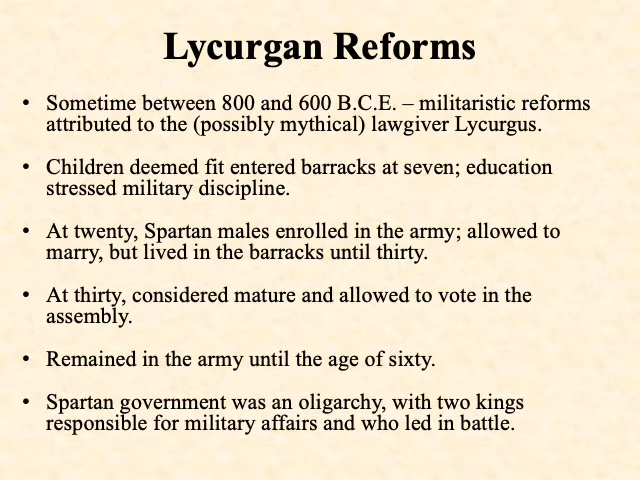 Lycurgan Reforms
• Sometime between 800 and 600 B.C.E. – militaristic reforms
attributed to the (possibly mythical) lawgiver Lycurgus.
• Children deemed fit entered barracks at seven; education
stressed military discipline.
• At twenty, Spartan males enrolled in the army; allowed to
marry, but lived in the barracks until thirty.
• At thirty, considered mature and allowed to vote in the
assembly.
• Remained in the army until the age of sixty.
• Spartan government was an oligarchy, with two kings
responsible for military affairs and who led in battle.